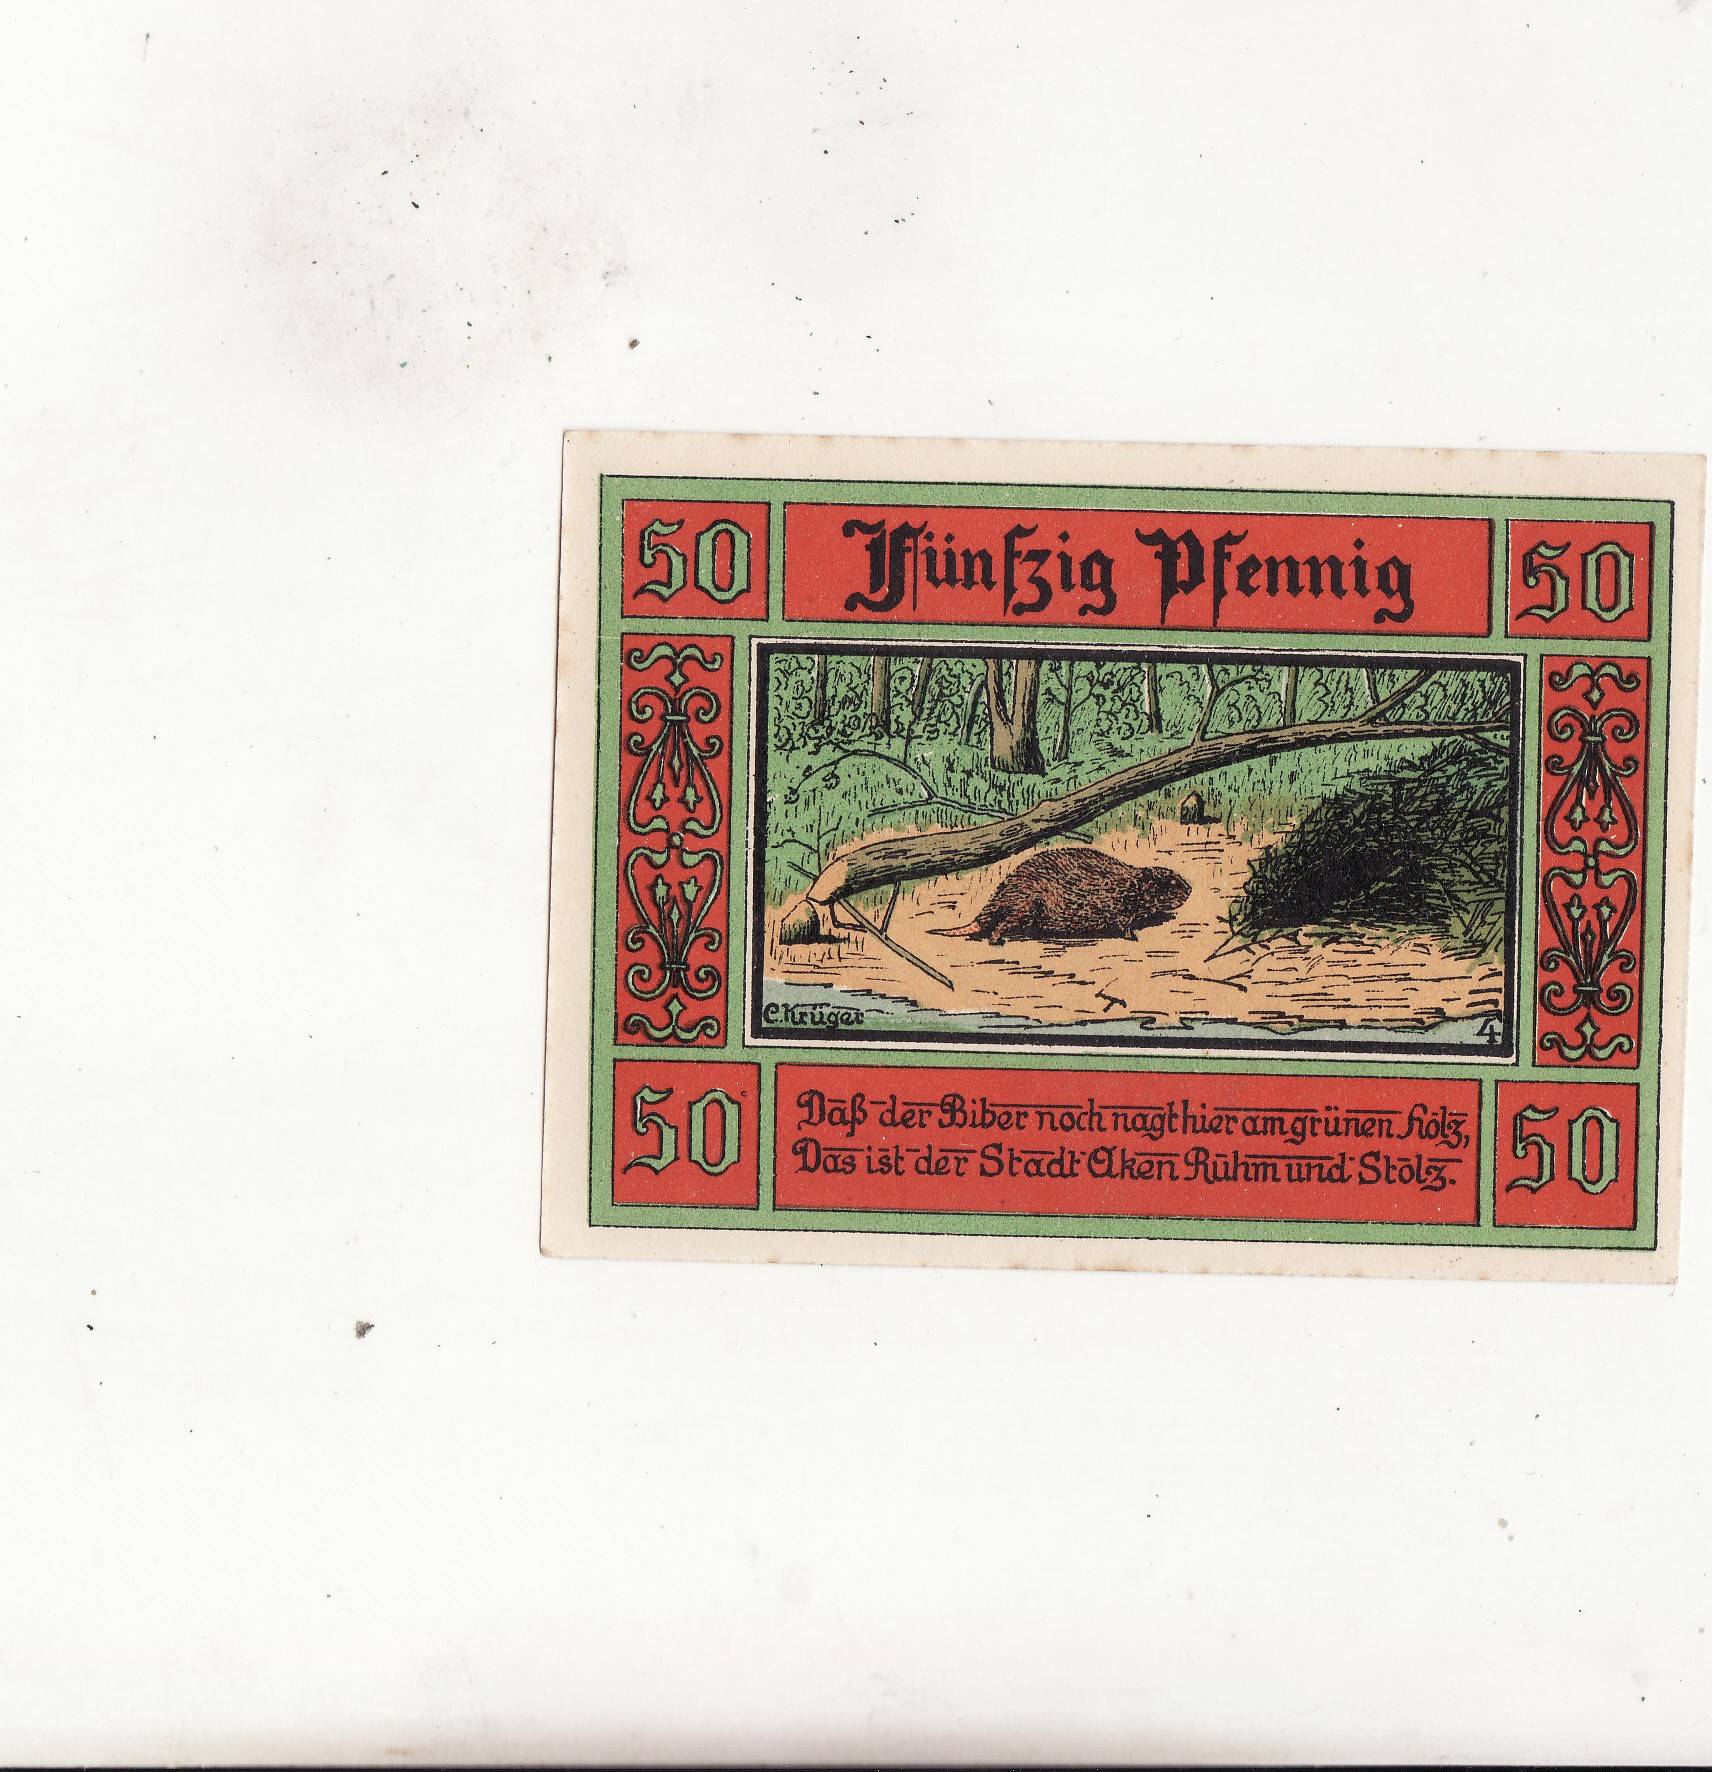 50 Fünfzig Pfennig 50
C. Krüger
4
50 Daß der Biber noch nagt hier am grünen Holz, 50
Das ist der Stadt Aken Ruhm und Stolz.